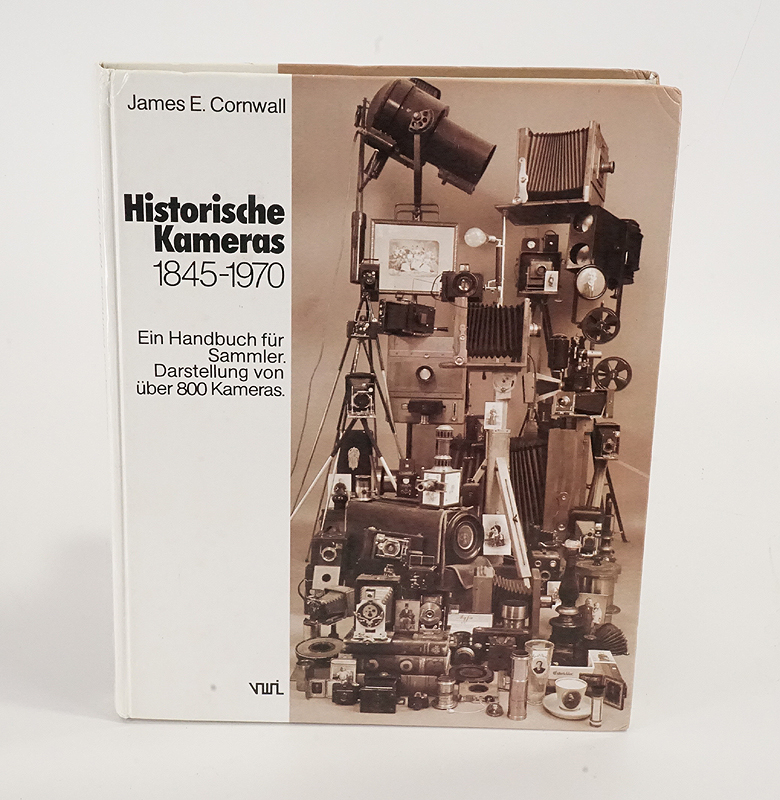 James E. Cornwall
Historische
Kameras
1845-1970
Ein Handbuch für
Sammler.
Darstellung von
über 800 Kameras.
vwi